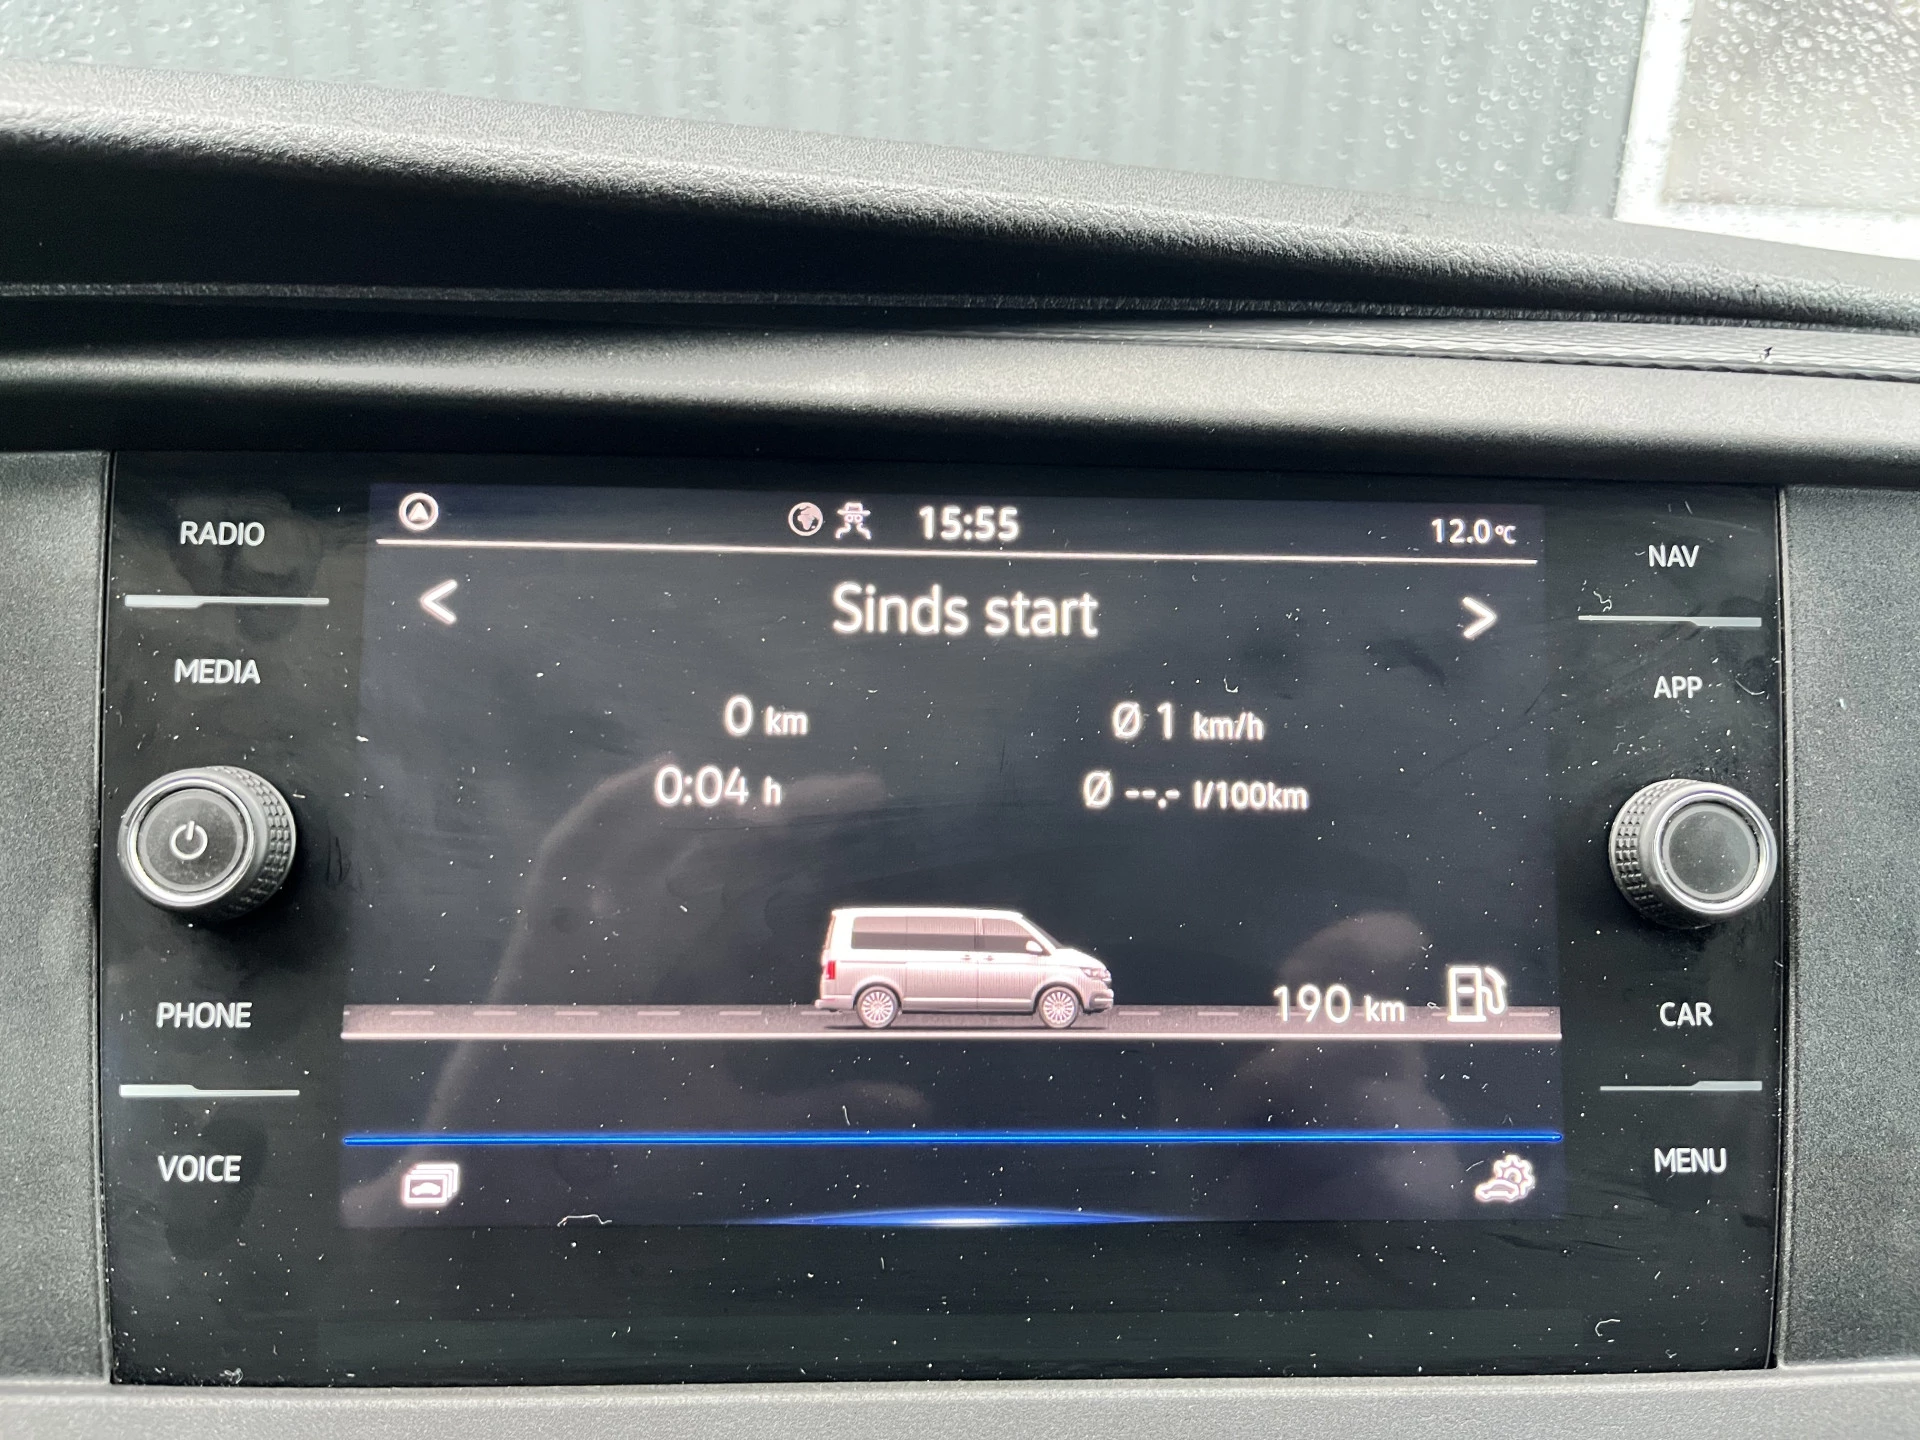 RADIO
MEDIA
PHONE
VOICE
15:55
12.0°C
< Sinds start >
0 km
Ø 1 km/h
0:04 h
Ø --.- l/100km
190 km
NAV
APP
CAR
MENU